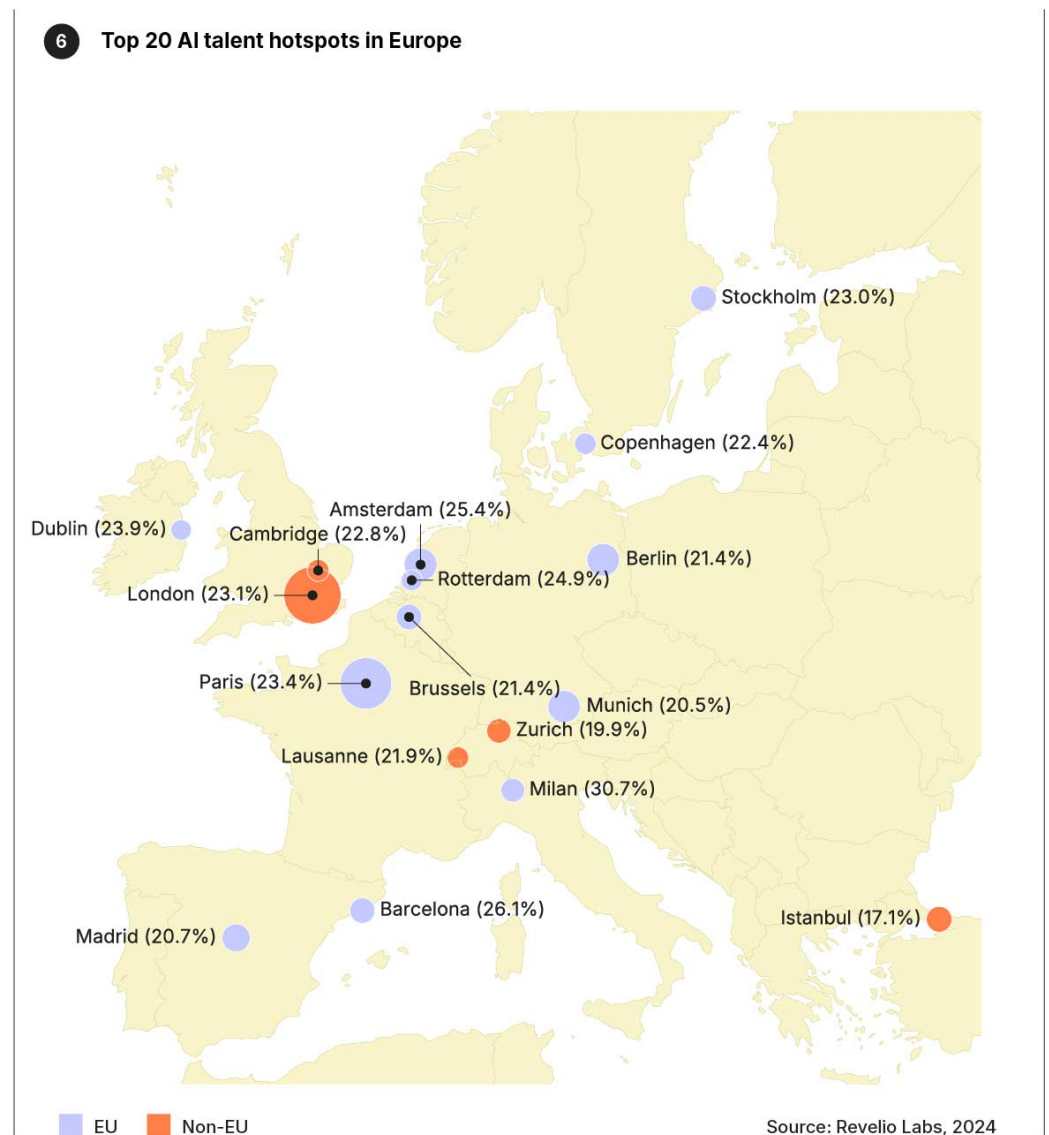 6 Top 20 AI talent hotspots in Europe
Stockholm (23.0%)
Copenhagen (22.4%)
Amsterdam (25.4%)
Dublin (23.9%)
Cambridge (22.8%)
Berlin (21.4%)
Rotterdam (24.9%)
London (23.1%)
Paris (23.4%)
Brussels (21.4%)
Munich (20.5%)
Zurich (19.9%)
Lausanne (21.9%)
Milan (30.7%)
Barcelona (26.1%)
Istanbul (17.1%)
Madrid (20.7%)
EU Non-EU Source: Revelio Labs, 2024